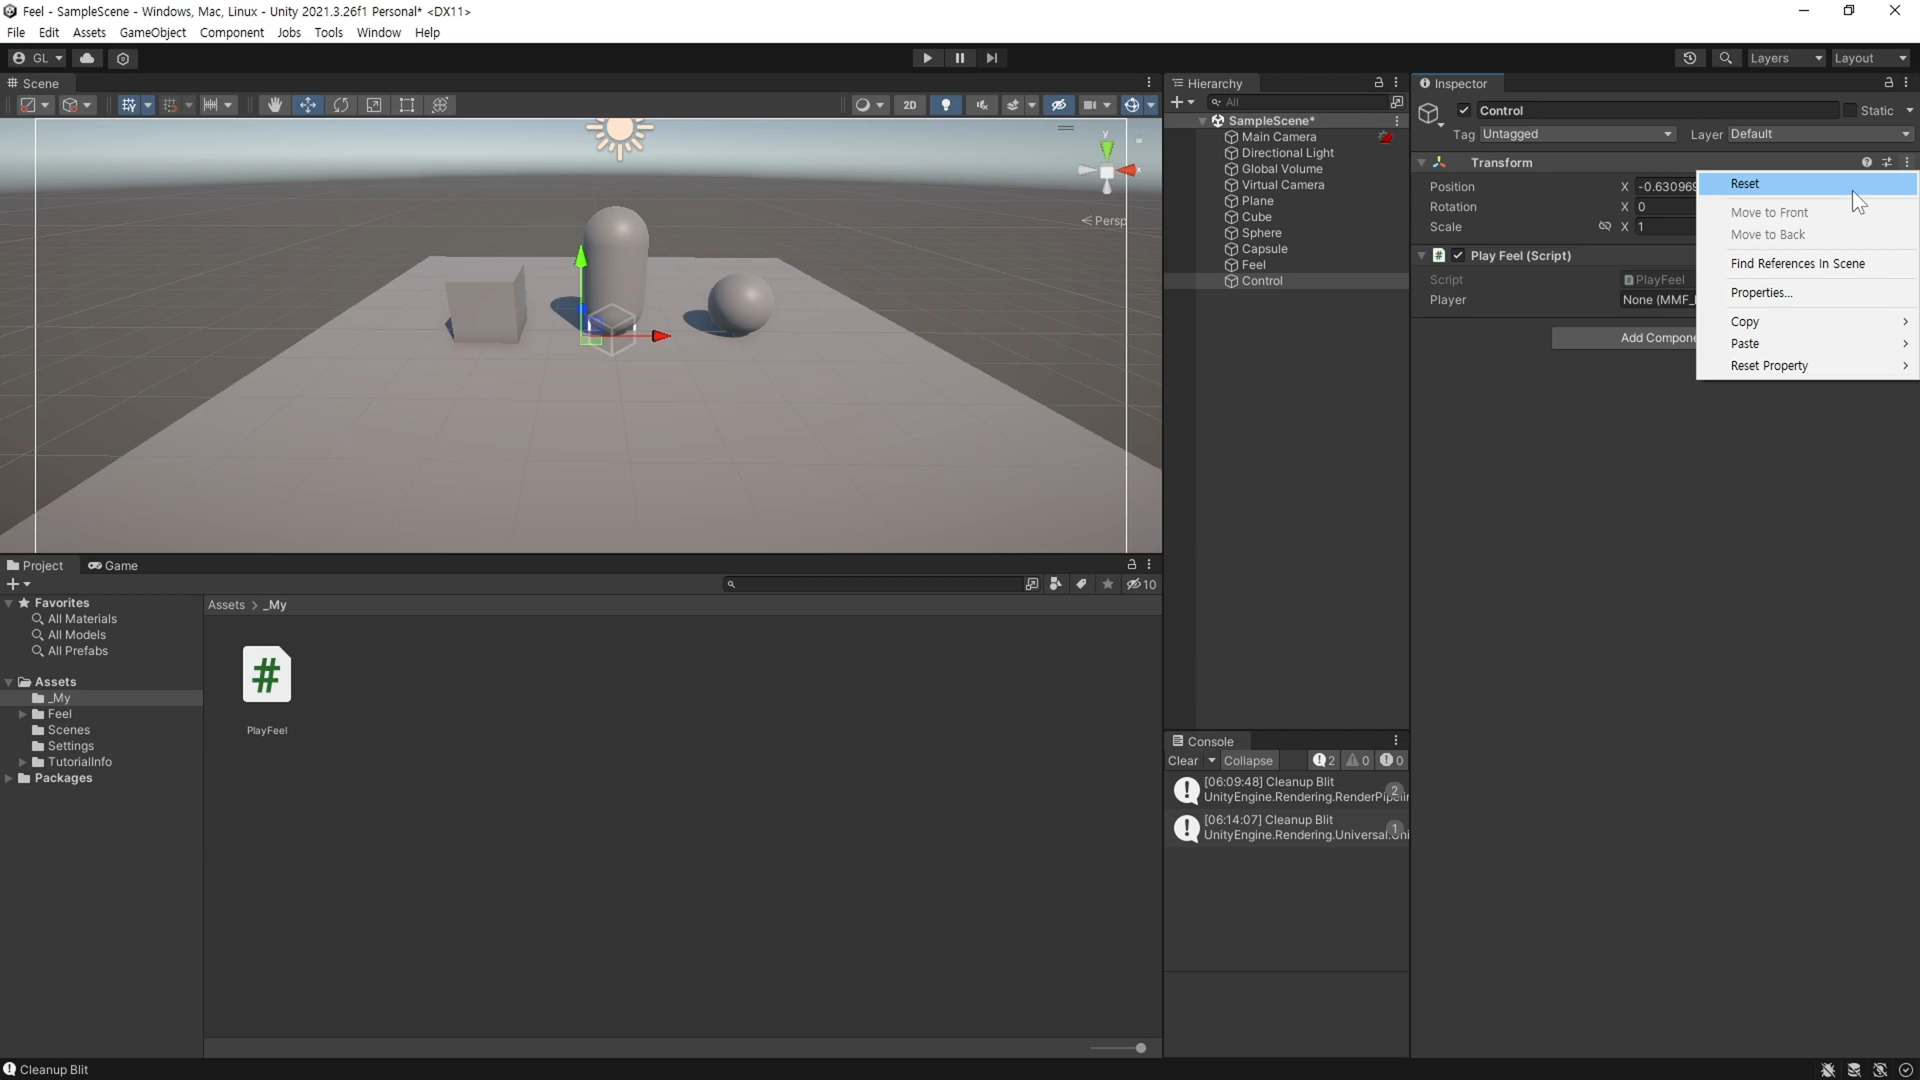 Feel - SampleScene - Windows, Mac, Linux - Unity 2021.3.26f1 Personal* <DX11>
File Edit Assets GameObject Component Jobs Tools Window Help
GL Layers Layout
Scene
2D
y
x
< Persp
Hierarchy
All
SampleScene*
Main Camera
Directional Light
Global Volume
Virtual Camera
Plane
Cube
Sphere
Capsule
Feel
Control
Inspector
Control Static
Tag Untagged Layer Default
Transform
Position X -0.630969
Rotation X 0
Scale X 1
Play Feel (Script)
Script PlayFeel
Player None (MMF_
Add Compone
Reset
Move to Front
Move to Back
Find References In Scene
Properties...
Copy
Paste
Reset Property
Project Game
10
Favorites
All Materials
All Models
All Prefabs
Assets
_My
Feel
Scenes
Settings
TutorialInfo
Packages
Assets > _My
#
PlayFeel
Console
Clear Collapse 2 0 0
[06:09:48] Cleanup Blit
UnityEngine.Rendering.RenderPipelin 2
[06:14:07] Cleanup Blit
UnityEngine.Rendering.Universal.Uni 1
Cleanup Blit